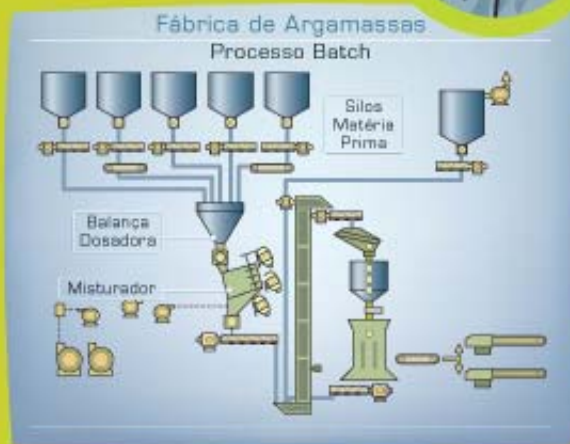 Fábrica de Argamassas
Processo Batch
Silos
Matéria
Prima
Balança
Dosadora
Misturador